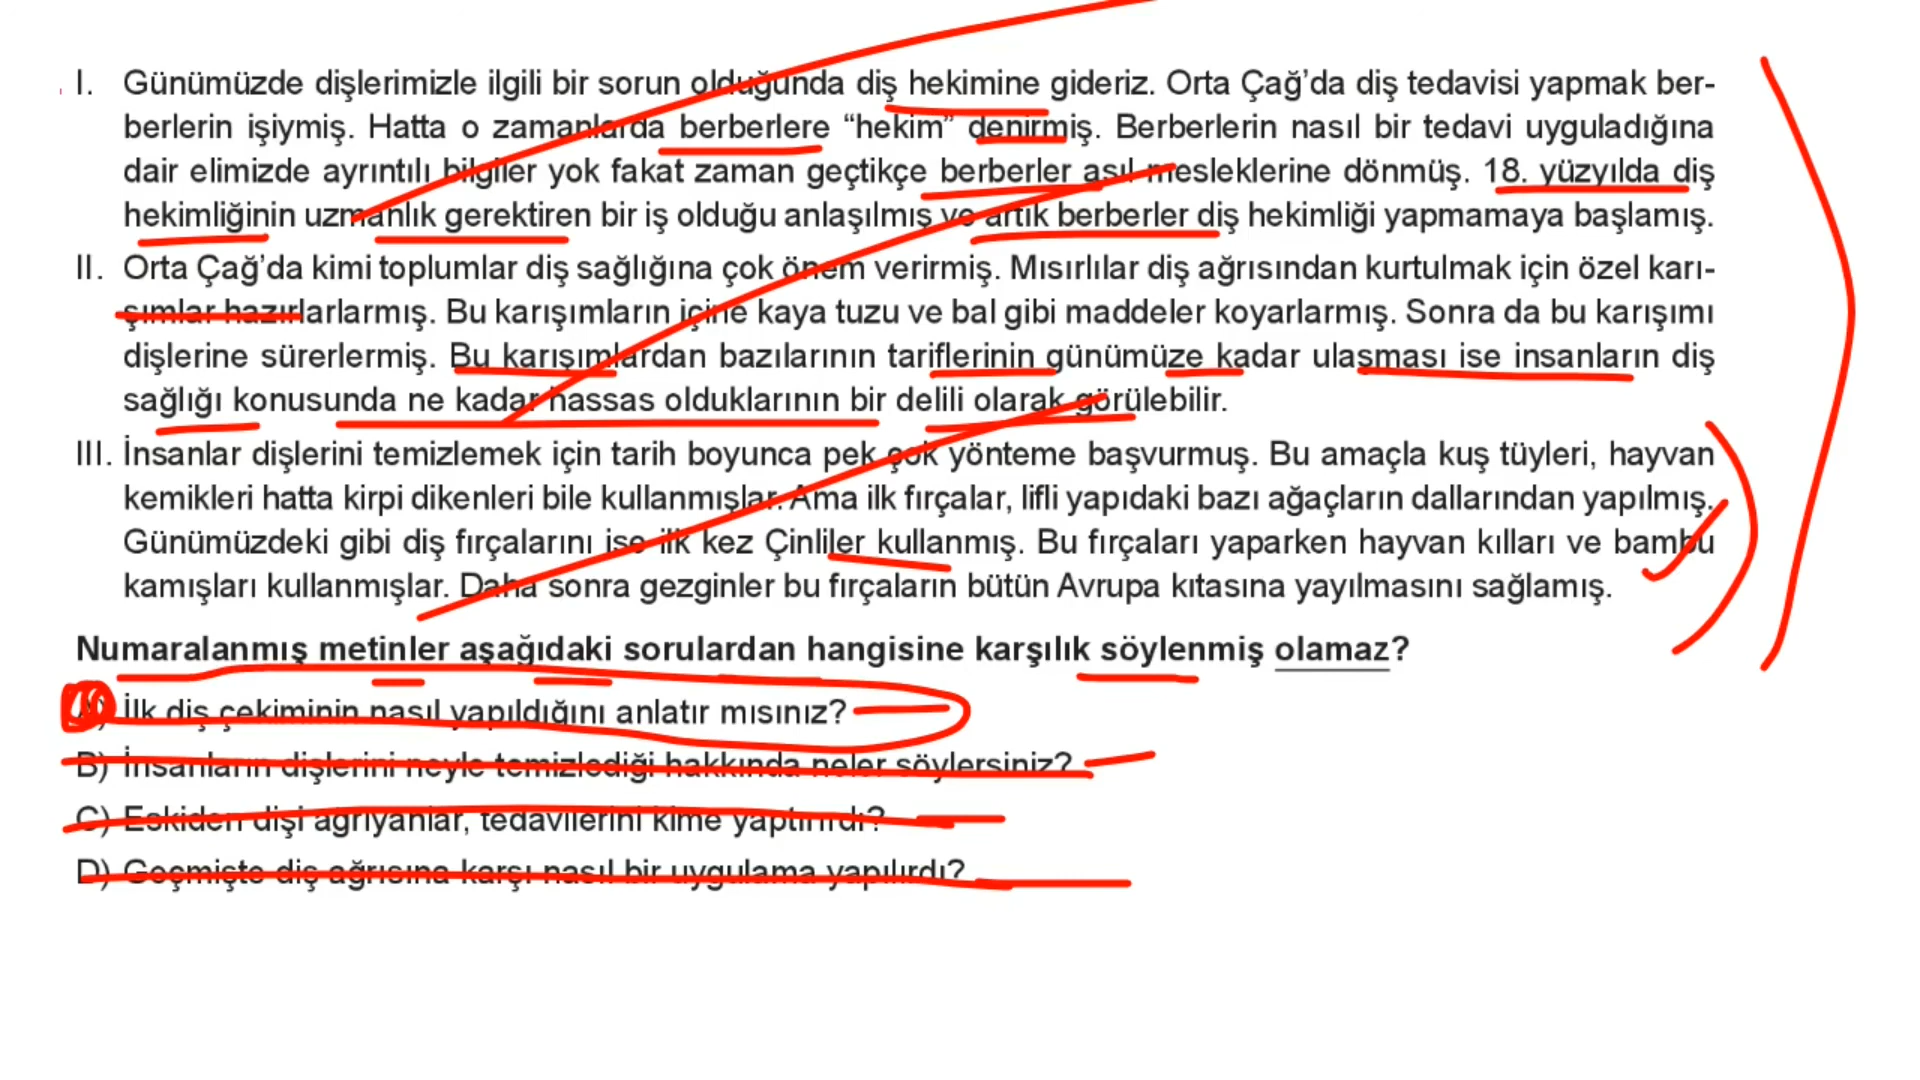 I. Günümüzde dişlerimizle ilgili bir sorun olduğunda diş hekimine gideriz. Orta Çağ'da diş tedavisi yapmak ber-
berlerin işiymiş. Hatta o zamanlarda berberlere “hekim” denirmiş. Berberlerin nasıl bir tedavi uyguladığına
dair elimizde ayrıntılı bilgiler yok fakat zaman geçtikçe berberler asıl mesleklerine dönmüş. 18. yüzyılda diş
hekimliğinin uzmanlık gerektiren bir iş olduğu anlaşılmış ve artık berberler diş hekimliği yapmamaya başlamış.
II. Orta Çağ'da kimi toplumlar diş sağlığına çok önem verirmiş. Mısırlılar diş ağrısından kurtulmak için özel karı-
şımlar hazırlarlarmış. Bu karışımların içine kaya tuzu ve bal gibi maddeler koyarlarmış. Sonra da bu karışımı
dişlerine sürerlermiş. Bu karışımlardan bazılarının tariflerinin günümüze kadar ulaşması ise insanların diş
sağlığı konusunda ne kadar hassas olduklarının bir delili olarak görülebilir.
III. İnsanlar dişlerini temizlemek için tarih boyunca pek çok yönteme başvurmuş. Bu amaçla kuş tüyleri, hayvan
kemikleri hatta kirpi dikenleri bile kullanmışlar. Ama ilk fırçalar, lifli yapıdaki bazı ağaçların dallarından yapılmış.
Günümüzdeki gibi diş fırçalarını ise ilk kez Çinliler kullanmış. Bu fırçaları yaparken hayvan kılları ve bambu
kamışları kullanmışlar. Daha sonra gezginler bu fırçaların bütün Avrupa kıtasına yayılmasını sağlamış.
Numaralanmış metinler aşağıdaki sorulardan hangisine karşılık söylenmiş olamaz?
A) İlk diş çekiminin nasıl yapıldığını anlatır mısınız?
B) İnsanların dişlerini neyle temizlediği hakkında neler söylersiniz?
C) Eskiden dişi ağrıyanlar, tedavilerini kime yaptırırdı?
D) Geçmişte diş ağrısına karşı nasıl bir uygulama yapılırdı?